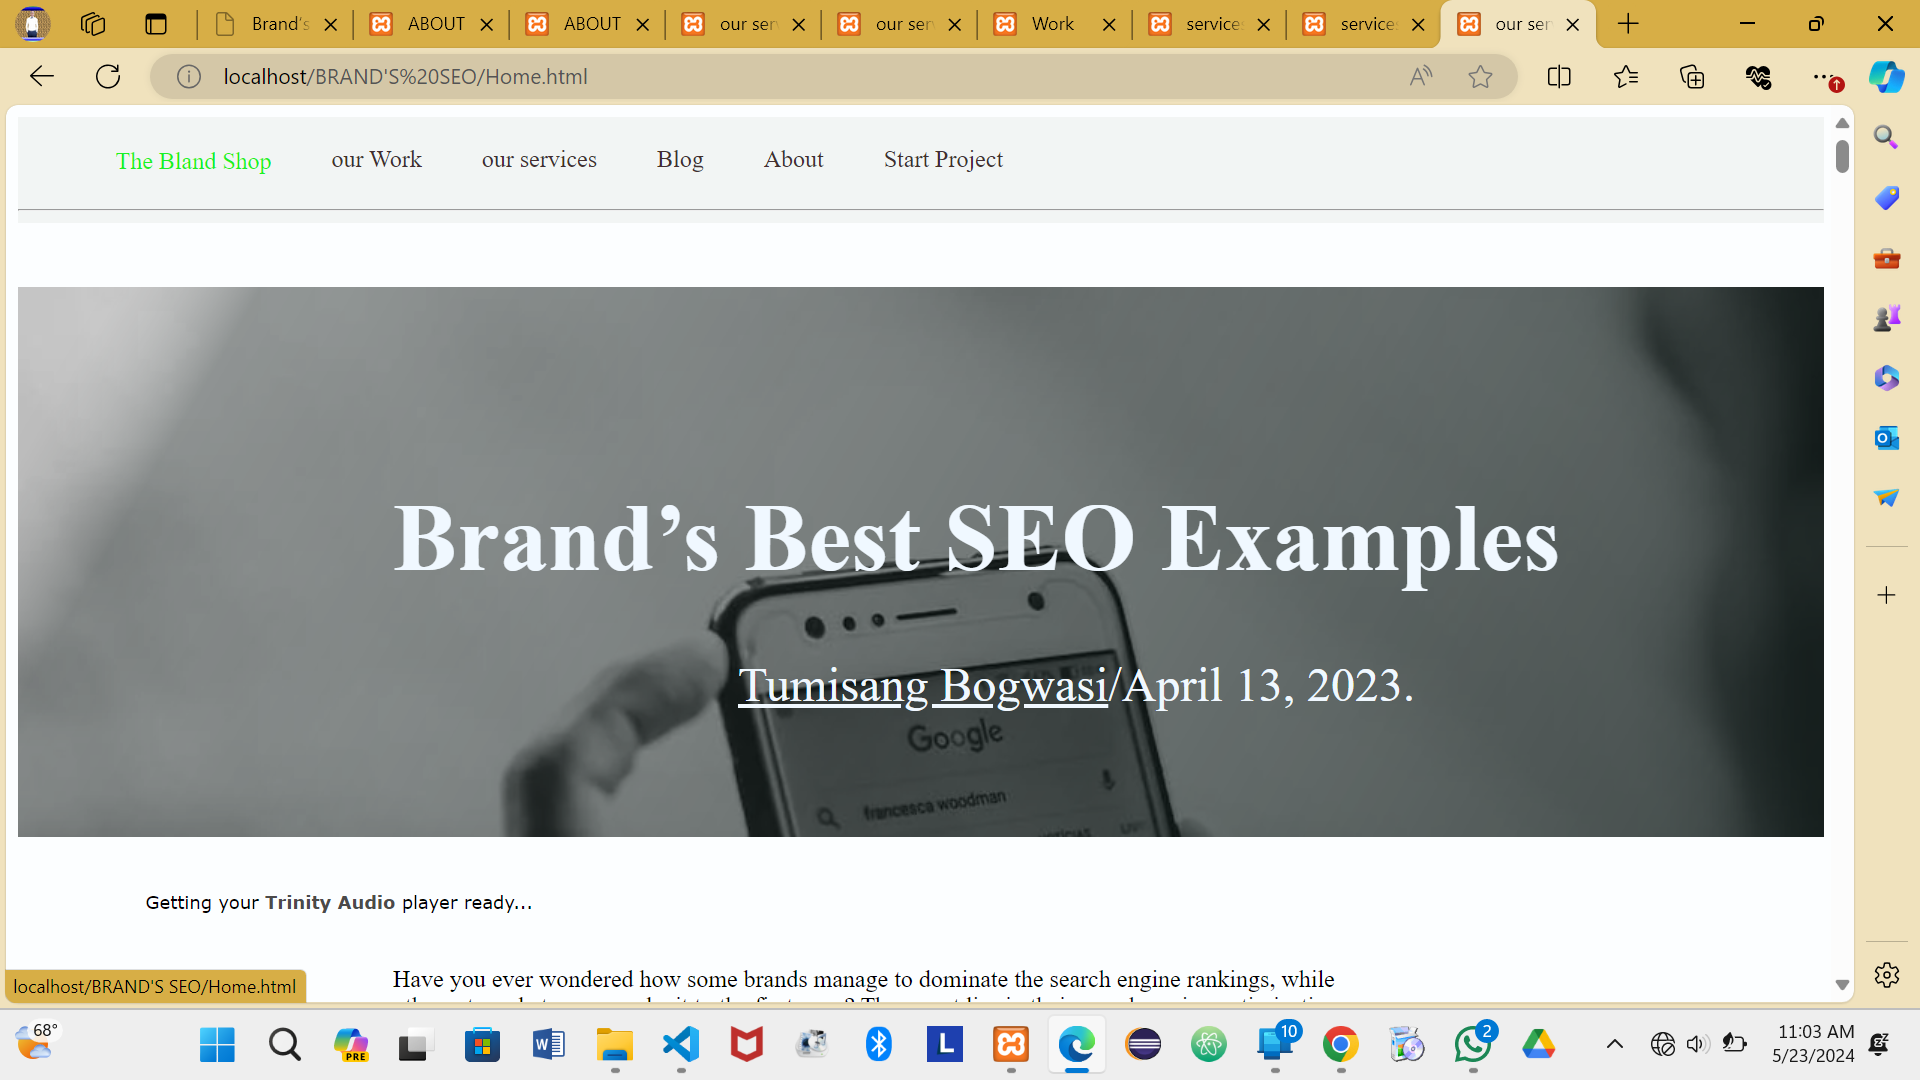 Brand's
ABOUT
ABOUT
our ser
our ser
Work
service
service
our ser
localhost/BRAND'S%20SEO/Home.html
The Bland Shop
our Work
our services
Blog
About
Start Project
Brand’s Best SEO Examples
Tumisang Bogwasi/April 13, 2023.
Google
francesca woodman
Getting your Trinity Audio player ready...
Have you ever wondered how some brands manage to dominate the search engine rankings, while
localhost/BRAND'S SEO/Home.html
68°
PRE
L
10
2
11:03 AM
5/23/2024